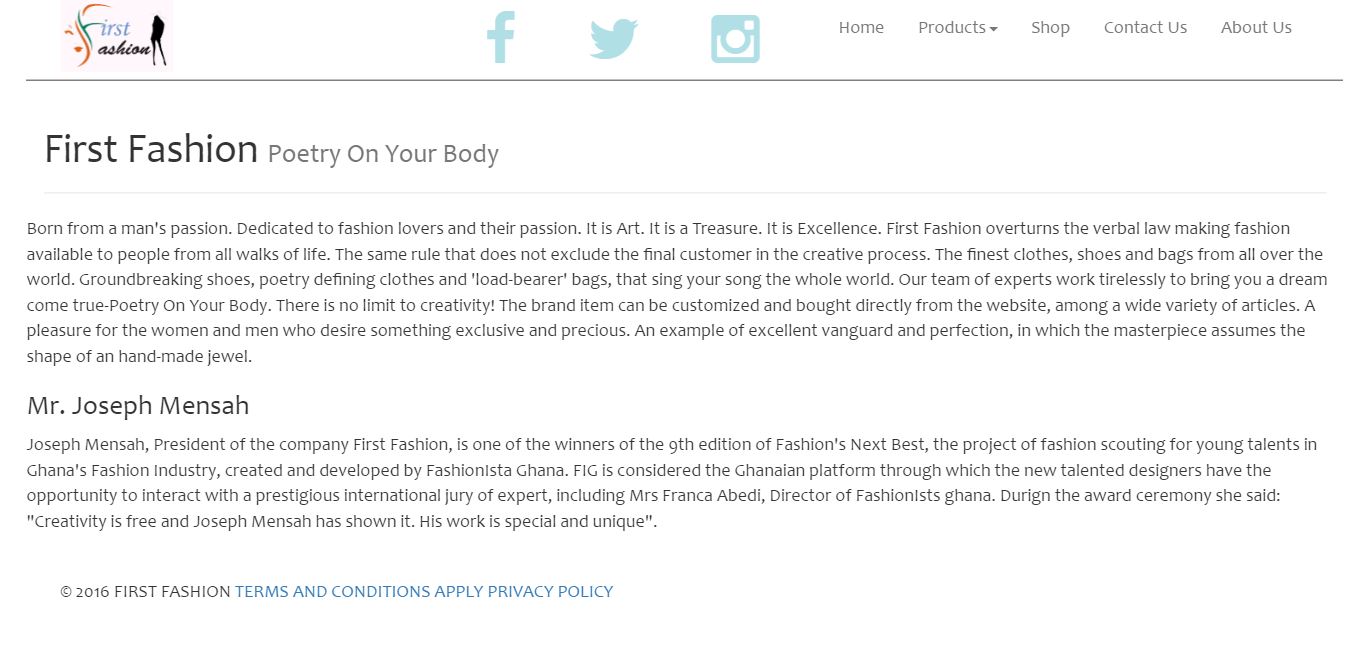 First
Fashion
Home Products Shop Contact Us About Us
First Fashion Poetry On Your Body
Born from a man's passion. Dedicated to fashion lovers and their passion. It is Art. It is a Treasure. It is Excellence. First Fashion overturns the verbal law making fashion
available to people from all walks of life. The same rule that does not exclude the final customer in the creative process. The finest clothes, shoes and bags from all over the
world. Groundbreaking shoes, poetry defining clothes and 'load-bearer' bags, that sing your song the whole world. Our team of experts work tirelessly to bring you a dream
come true-Poetry On Your Body. There is no limit to creativity! The brand item can be customized and bought directly from the website, among a wide variety of articles. A
pleasure for the women and men who desire something exclusive and precious. An example of excellent vanguard and perfection, in which the masterpiece assumes the
shape of an hand-made jewel.
Mr. Joseph Mensah
Joseph Mensah, President of the company First Fashion, is one of the winners of the 9th edition of Fashion's Next Best, the project of fashion scouting for young talents in
Ghana's Fashion Industry, created and developed by FashionIsta Ghana. FIG is considered the Ghanaian platform through which the new talented designers have the
opportunity to interact with a prestigious international jury of expert, including Mrs Franca Abedi, Director of FashionIsts ghana. Durign the award ceremony she said:
"Creativity is free and Joseph Mensah has shown it. His work is special and unique".
© 2016 FIRST FASHION TERMS AND CONDITIONS APPLY PRIVACY POLICY